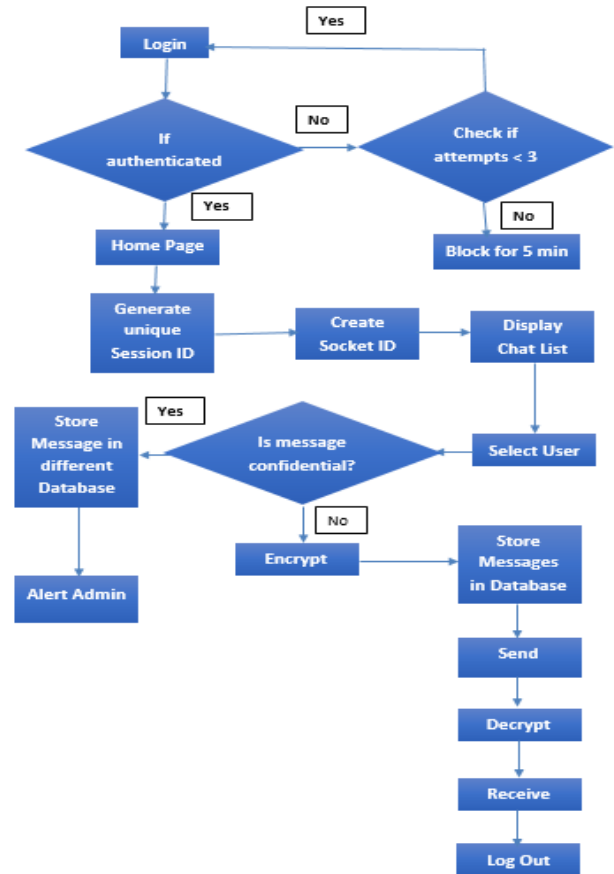 Yes
Login
If
authenticated
No
Check if
attempts < 3
Yes
No
Home Page
Block for 5 min
Generate
unique
Session ID
Create
Socket ID
Display
Chat List
Yes
Store
Message in
different
Database
Is message
confidential?
Select User
No
Encrypt
Store
Messages
in Database
Alert Admin
Send
Decrypt
Receive
Log Out